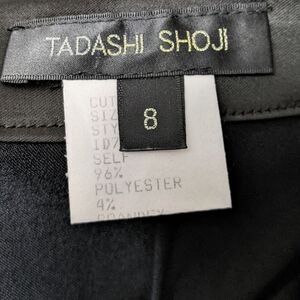 TADASHI SHOJI
8
CUT
SIZ
STY
ID/
SELF
96%
POLYESTER
4%